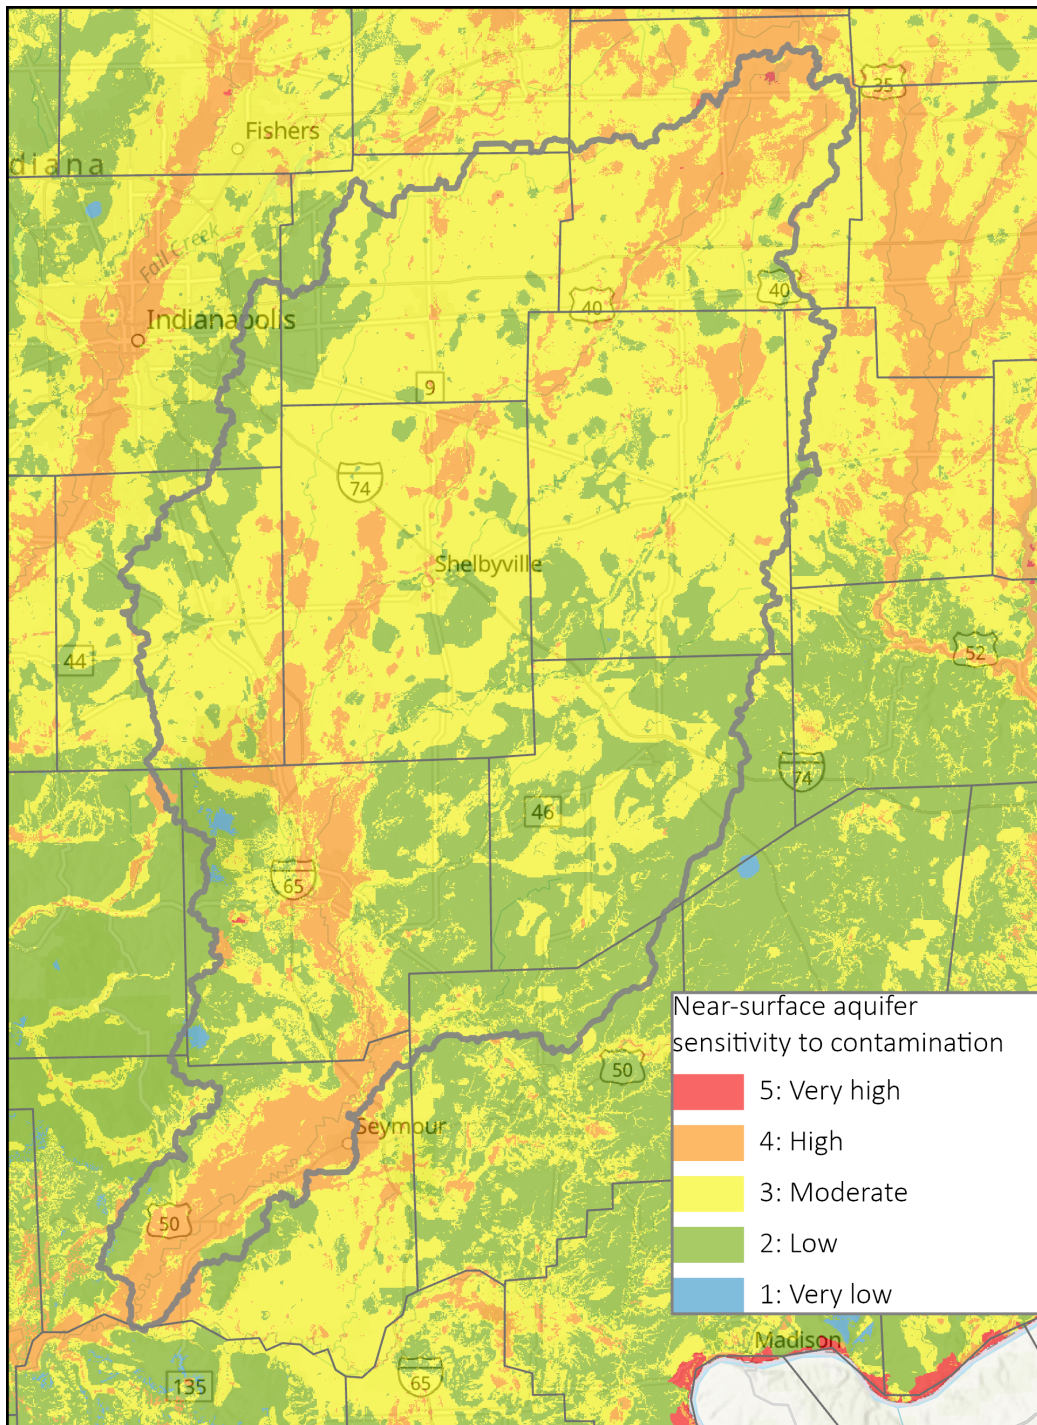 35
Fishers
diana
Fall Creek
40
40
Indianapolis
9
74
Shelbyville
44
52
74
46
65
Near-surface aquifer
sensitivity to contamination
50
5: Very high
Seymour
4: High
3: Moderate
50
2: Low
1: Very low
Madison
65
135